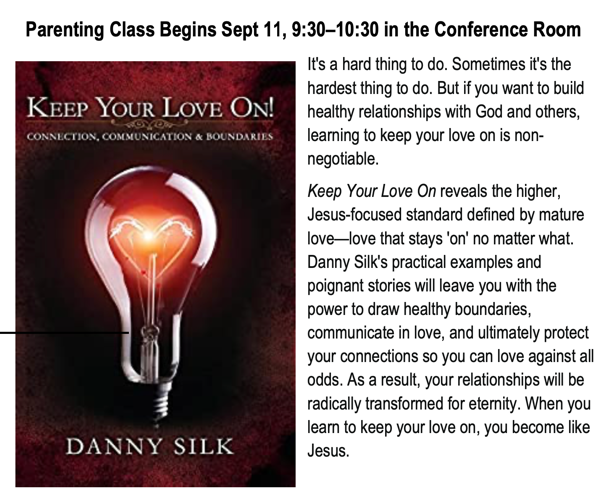 Parenting Class Begins Sept 11, 9:30–10:30 in the Conference Room
KEEP YOUR LOVE ON!
CONNECTION, COMMUNICATION & BOUNDARIES
DANNY SILK
It's a hard thing to do. Sometimes it's the
hardest thing to do. But if you want to build
healthy relationships with God and others,
learning to keep your love on is non-
negotiable.
Keep Your Love On reveals the higher,
Jesus-focused standard defined by mature
love—love that stays 'on' no matter what.
Danny Silk's practical examples and
poignant stories will leave you with the
power to draw healthy boundaries,
communicate in love, and ultimately protect
your connections so you can love against all
odds. As a result, your relationships will be
radically transformed for eternity. When you
learn to keep your love on, you become like
Jesus.